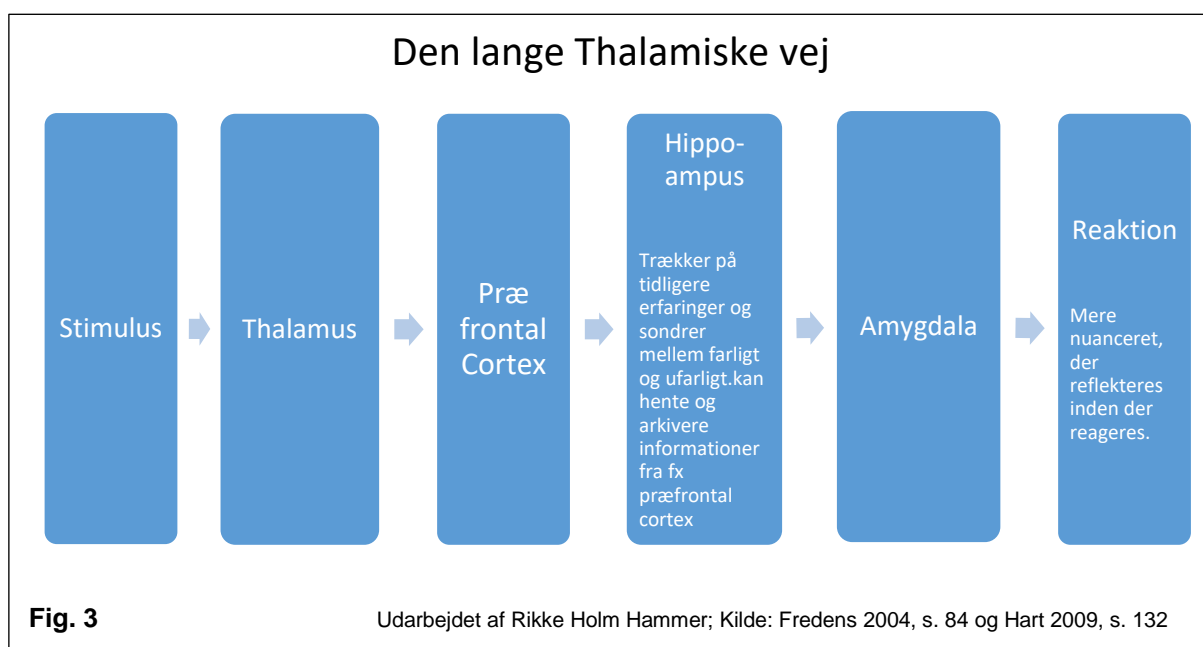 Den lange Thalamiske vej
Stimulus
Thalamus
Præ
frontal
Cortex
Hippo-
ampus
Trækker på
tidligere
erfaringer og
sondrer
mellem farligt
og ufarligt.kan
hente og
arkivere
informationer
fra fx
præfrontal
cortex
Amygdala
Reaktion
Mere
nuanceret,
der
reflekteres
inden der
reageres.
Fig. 3
Udarbejdet af Rikke Holm Hammer; Kilde: Fredens 2004, s. 84 og Hart 2009, s. 132